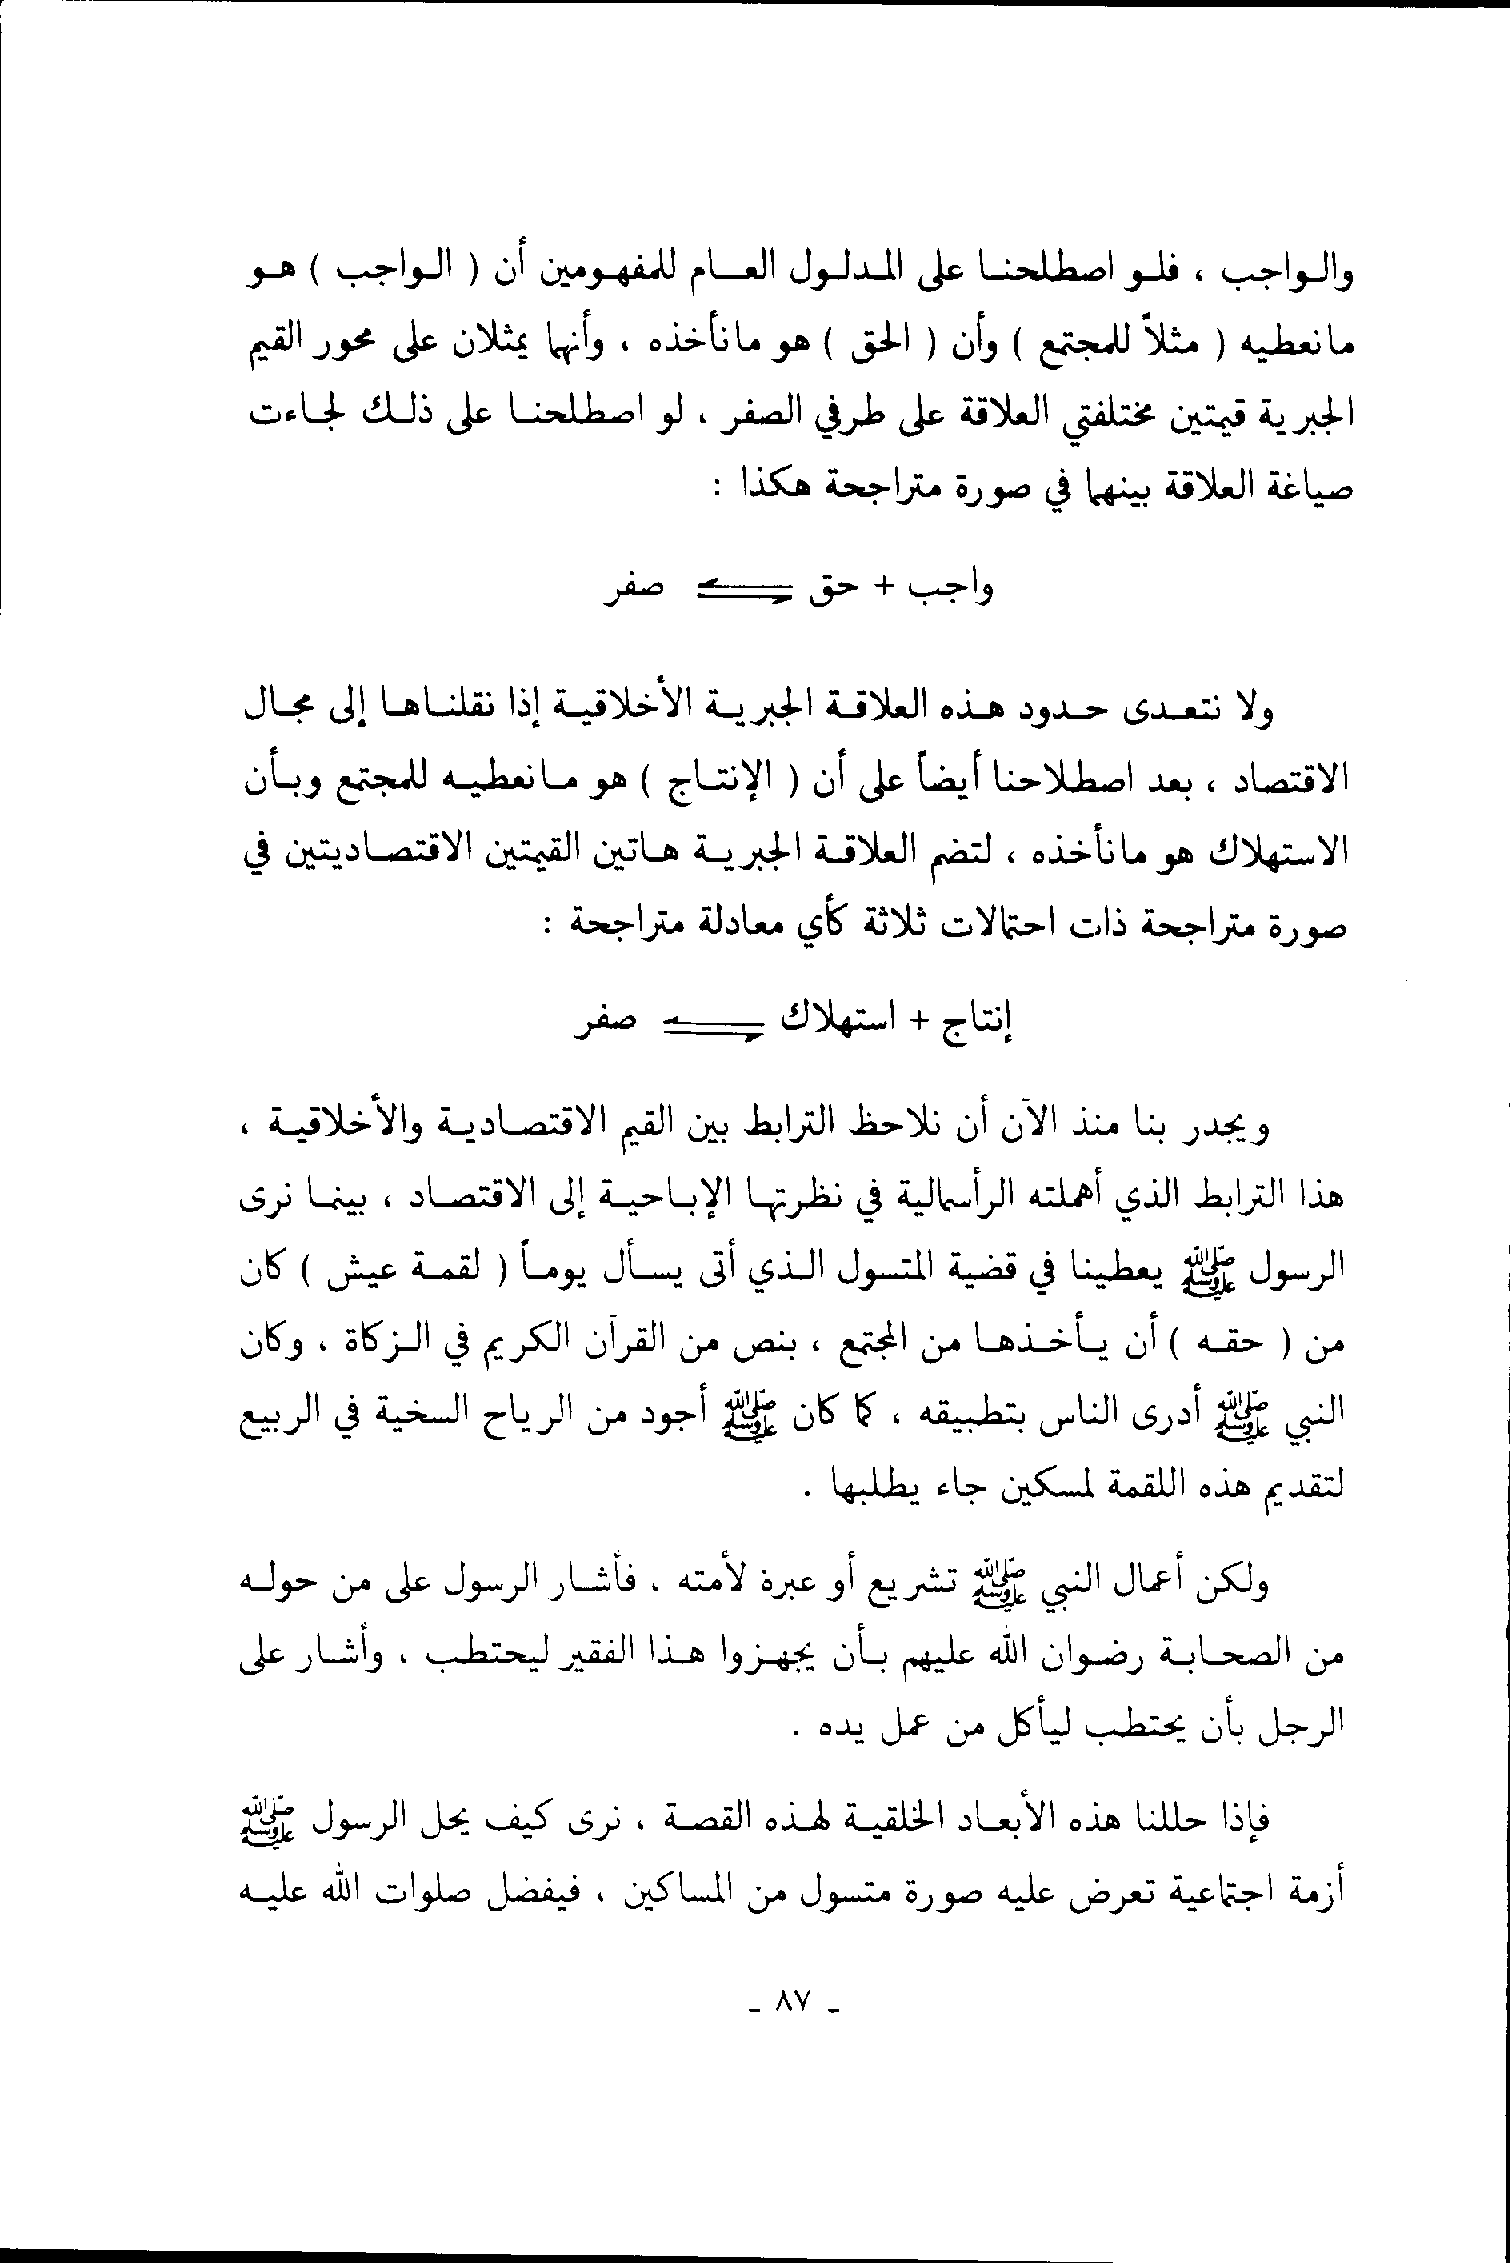 والواجب ، فلو اصطلحنا على المدلول العام للمفهومين أن ( الواجب ) هو
مانعطيه ( مثلاً للمجتمع ) وأن ( الحق ) هو مانأخذه ، وأنهما يمثلان على محور القيم
الجبرية قيمتين مختلفتي العلاقة على طرفي الصفر ، لو اصطلحنا على ذلك لجاءت
صياغة العلاقة بينهما في صورة متراجحة هكذا :
واجب + حق ⇌ صفر
ولا نتعدى حدود هذه العلاقة الجبرية الأخلاقية إذا نقلناها إلى مجال
الاقتصاد ، بعد اصطلاحنا أيضاً على أن ( الإنتاج ) هو مانعطيه للمجتمع وبأن
الاستهلاك هو مانأخذه ، لتضم العلاقة الجبرية هاتين القيمتين الاقتصاديتين في
صورة متراجحة ذات احتمالات ثلاثة كأي معادلة متراجحة :
إنتاج + استهلاك ⇌ صفر
ويجدر بنا منذ الآن أن نلاحظ الترابط بين القيم الاقتصادية والأخلاقية ،
هذا الترابط الذي أهملته الرأسمالية في نظرتها الإباحية إلى الاقتصاد ، بينما نرى
الرسول ﷺ يعطينا في قضية المتسول الذي أتى يسأل يوماً ( لقمة عيش ) كان
من ( حقه ) أن يأخذها من المجتمع ، بنص من القرآن الكريم في الزكاة ، وكان
النبي ﷺ أدرى الناس بتطبيقه ، كما كان ﷺ أجود من الرياح السخية في الربيع
لتقديم هذه اللقمة لمسكين جاء يطلبها .
ولكن أعمال النبي ﷺ تشريع أو عبرة لأمته . فأشار الرسول على من حوله
من الصحابة رضوان الله عليهم بأن يجهزوا هذا الفقير ليحتطب ، وأشار على
الرجل بأن يحتطب ليأكل من عمل يده .
فإذا حللنا هذه الأبعاد الخلقية لهذه القصة ، نرى كيف يحل الرسول ﷺ
أزمة اجتماعية تعرض عليه صورة متسول من المساكين ، فيفضل صلوات الله عليه
- ٨٧ -